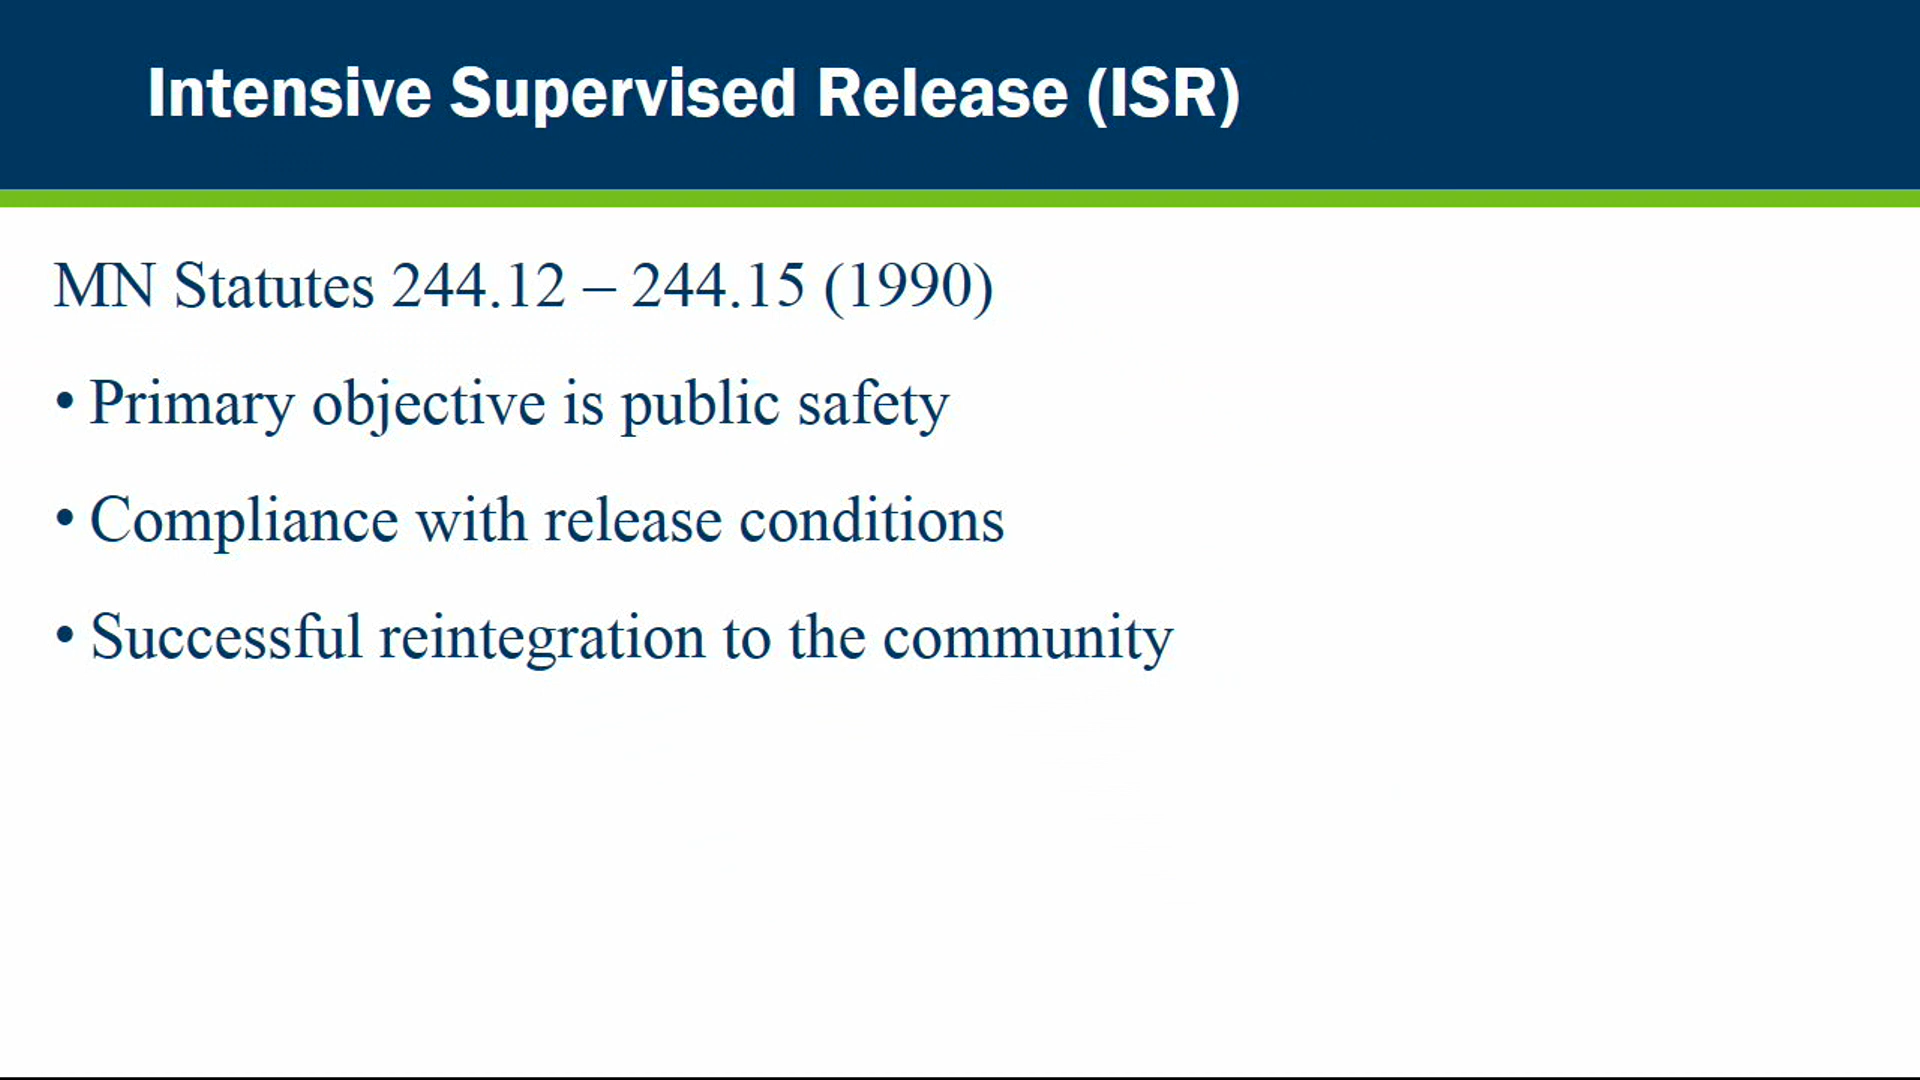 Intensive Supervised Release (ISR)
MN Statutes 244.12 – 244.15 (1990)
• Primary objective is public safety
• Compliance with release conditions
• Successful reintegration to the community